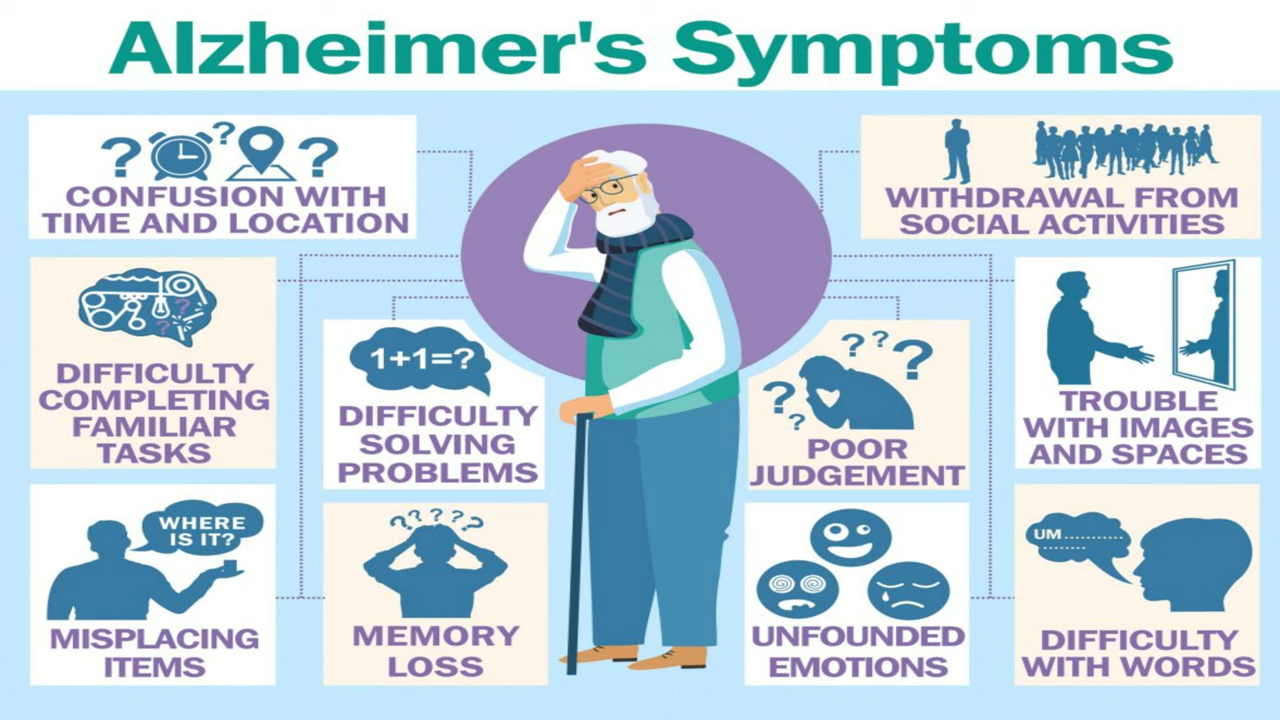 Alzheimer's Symptoms
? ? ?
CONFUSION WITH
TIME AND LOCATION
WITHDRAWAL FROM
SOCIAL ACTIVITIES
? ?
DIFFICULTY
COMPLETING
FAMILIAR
TASKS
1+1=?
DIFFICULTY
SOLVING
PROBLEMS
? ? ?
? ?
POOR
JUDGEMENT
TROUBLE
WITH IMAGES
AND SPACES
WHERE
IS IT?
MISPLACING
ITEMS
? ? ? ? ?
MEMORY
LOSS
UNFOUNDED
EMOTIONS
UM............
........
DIFFICULTY
WITH WORDS